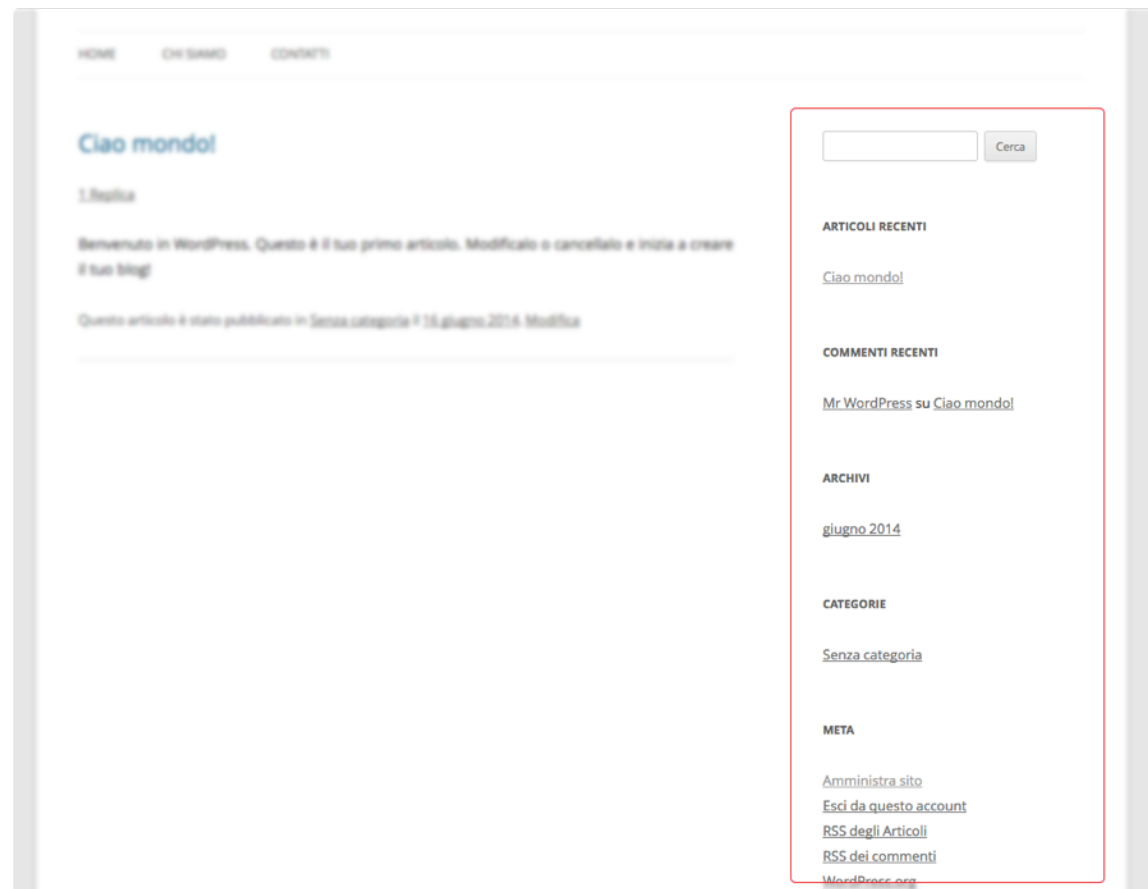 HOME CHI SIAMO CONTATTI
Ciao mondo!
1 Replica
Benvenuto in WordPress. Questo è il tuo primo articolo. Modificalo o cancellalo e inizia a creare
il tuo blog!
Questo articolo è stato pubblicato in Senza categoria il 16 giugno 2014. Modifica
Cerca
ARTICOLI RECENTI
Ciao mondo!
COMMENTI RECENTI
Mr WordPress su Ciao mondo!
ARCHIVI
giugno 2014
CATEGORIE
Senza categoria
META
Amministra sito
Esci da questo account
RSS degli Articoli
RSS dei commenti
WordPress.org